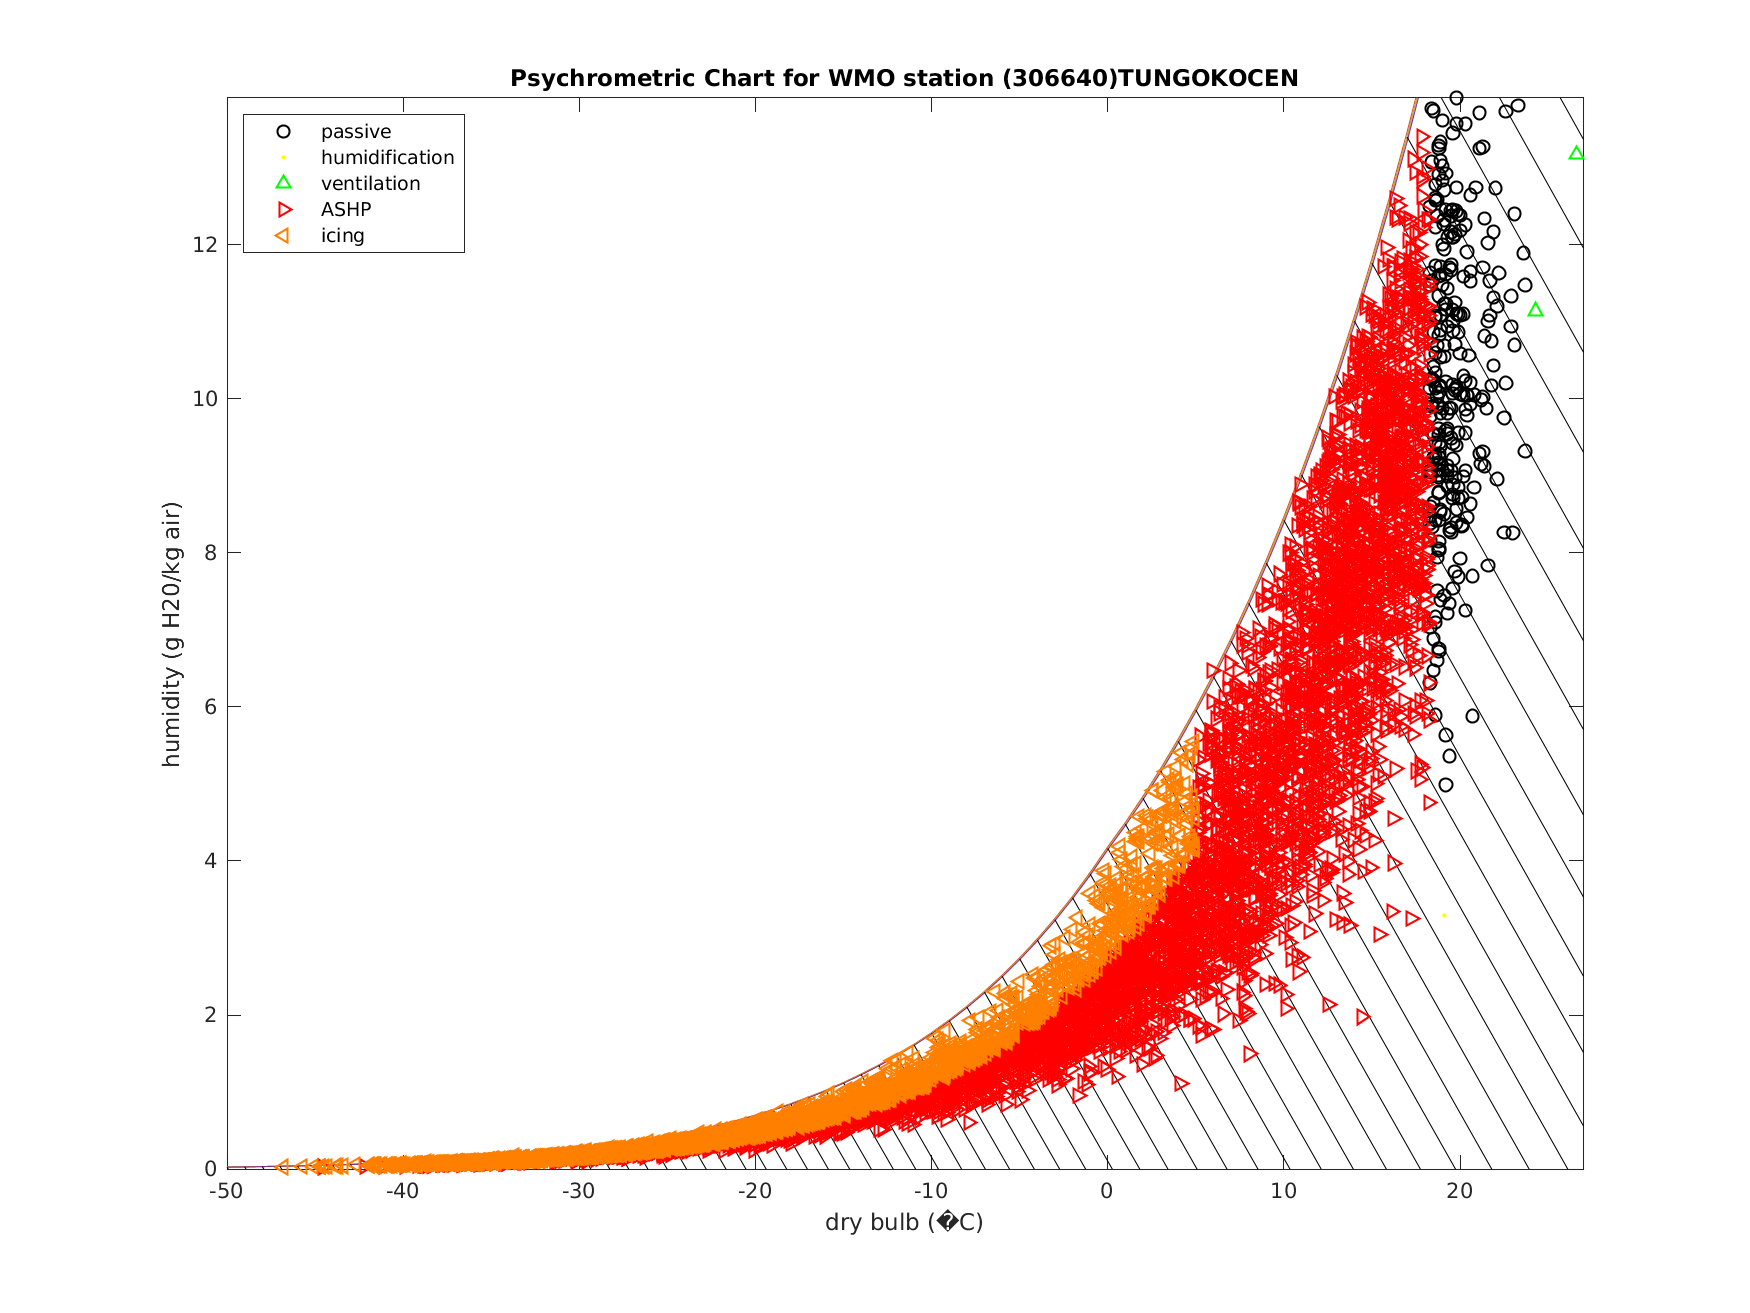 Psychrometric Chart for WMO station (306640)TUNGOKOCEN
passive
humidification
ventilation
ASHP
icing
humidity (g H20/kg air)
12
10
8
6
4
2
0
-50 -40 -30 -20 -10 0 10 20
dry bulb (�C)